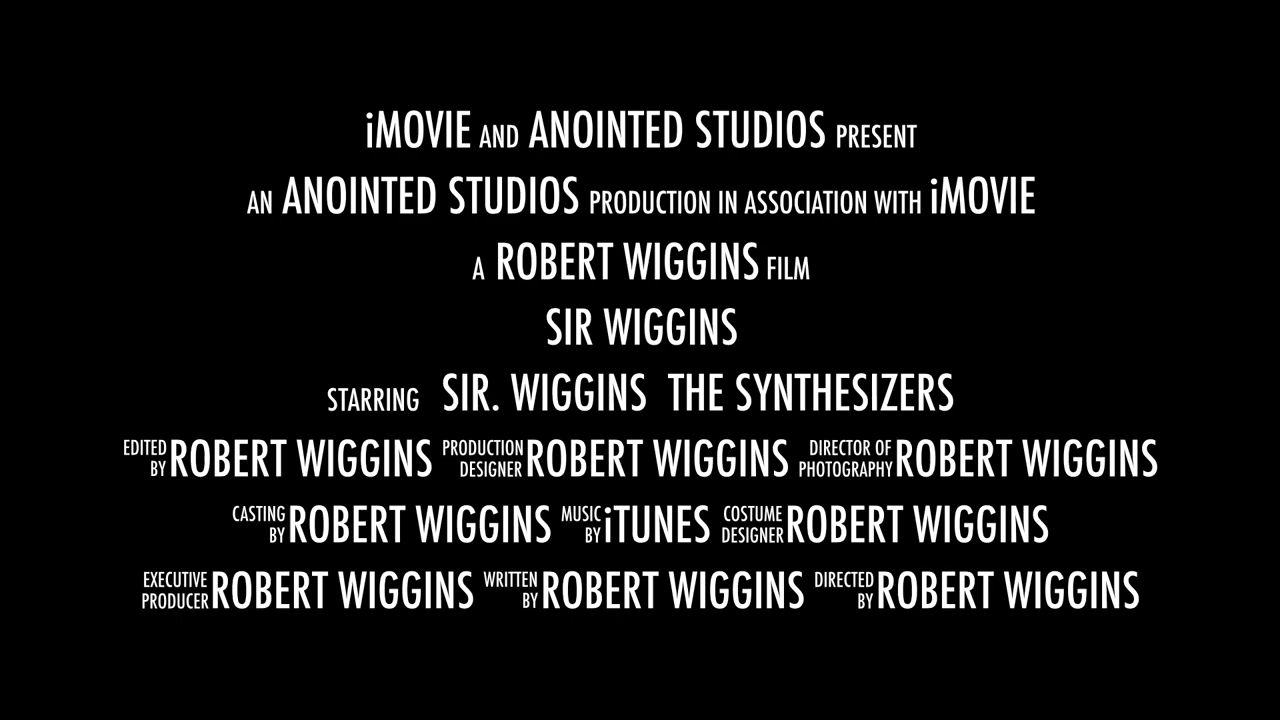 iMOVIE AND ANOINTED STUDIOS PRESENT
AN ANOINTED STUDIOS PRODUCTION IN ASSOCIATION WITH iMOVIE
A ROBERT WIGGINS FILM
SIR WIGGINS
STARRING SIR. WIGGINS THE SYNTHESIZERS
EDITED BY ROBERT WIGGINS PRODUCTION DESIGNER ROBERT WIGGINS DIRECTOR OF PHOTOGRAPHY ROBERT WIGGINS
CASTING BY ROBERT WIGGINS MUSIC BY iTUNES COSTUME DESIGNER ROBERT WIGGINS
EXECUTIVE PRODUCER ROBERT WIGGINS WRITTEN BY ROBERT WIGGINS DIRECTED BY ROBERT WIGGINS